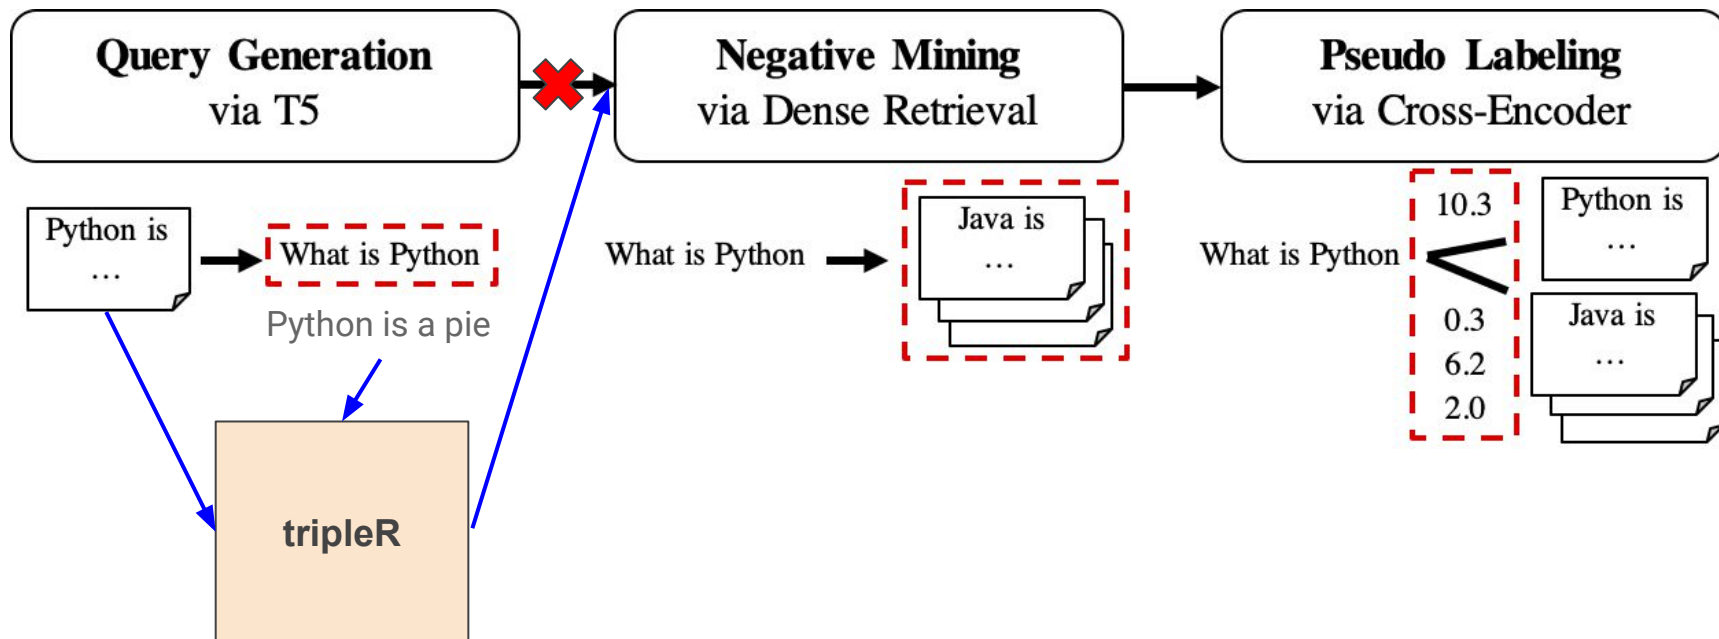 Query Generation
via T5
Negative Mining
via Dense Retrieval
Pseudo Labeling
via Cross-Encoder
Python is
...
What is Python
Python is a pie
tripleR
What is Python
Java is
...
What is Python
10.3
0.3
6.2
2.0
Python is
...
Java is
...